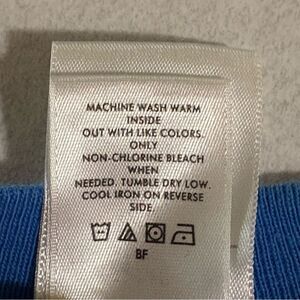 MACHINE WASH WARM
INSIDE
OUT WITH LIKE COLORS.
ONLY
NON-CHLORINE BLEACH
WHEN
NEEDED. TUMBLE DRY LOW.
COOL IRON ON REVERSE
SIDE.
BF